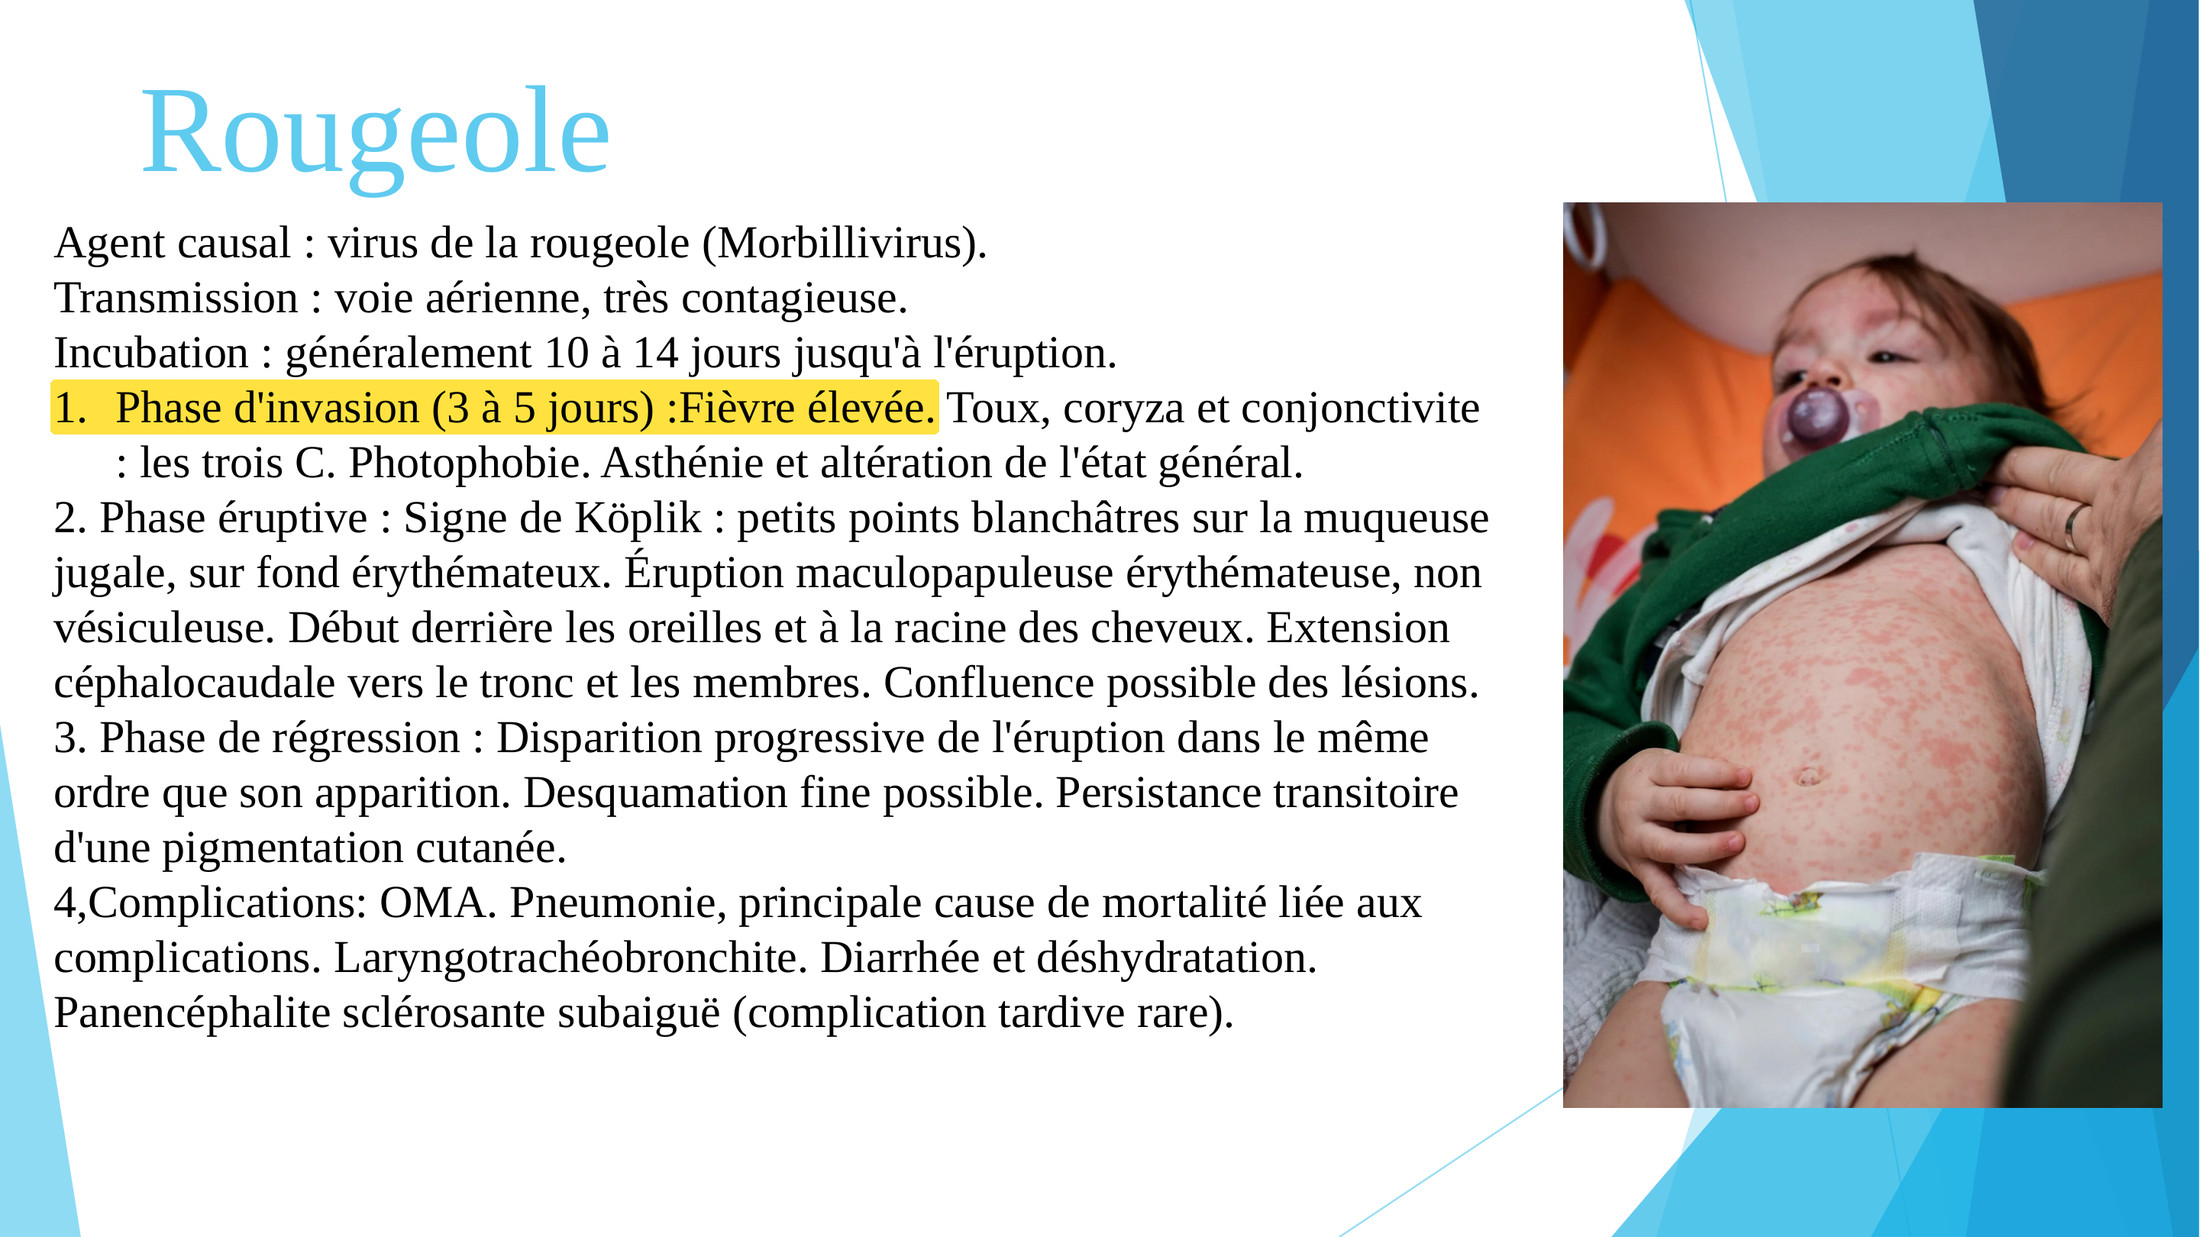 Rougeole
Agent causal : virus de la rougeole (Morbillivirus).
Transmission : voie aérienne, très contagieuse.
Incubation : généralement 10 à 14 jours jusqu'à l'éruption.
1. Phase d'invasion (3 à 5 jours) :Fièvre élevée. Toux, coryza et conjonctivite
: les trois C. Photophobie. Asthénie et altération de l'état général.
2. Phase éruptive : Signe de Köplik : petits points blanchâtres sur la muqueuse
jugale, sur fond érythémateux. Éruption maculopapuleuse érythémateuse, non
vésiculeuse. Début derrière les oreilles et à la racine des cheveux. Extension
céphalocaudale vers le tronc et les membres. Confluence possible des lésions.
3. Phase de régression : Disparition progressive de l'éruption dans le même
ordre que son apparition. Desquamation fine possible. Persistance transitoire
d'une pigmentation cutanée.
4,Complications: OMA. Pneumonie, principale cause de mortalité liée aux
complications. Laryngotrachéobronchite. Diarrhée et déshydratation.
Panencéphalite sclérosante subaiguë (complication tardive rare).